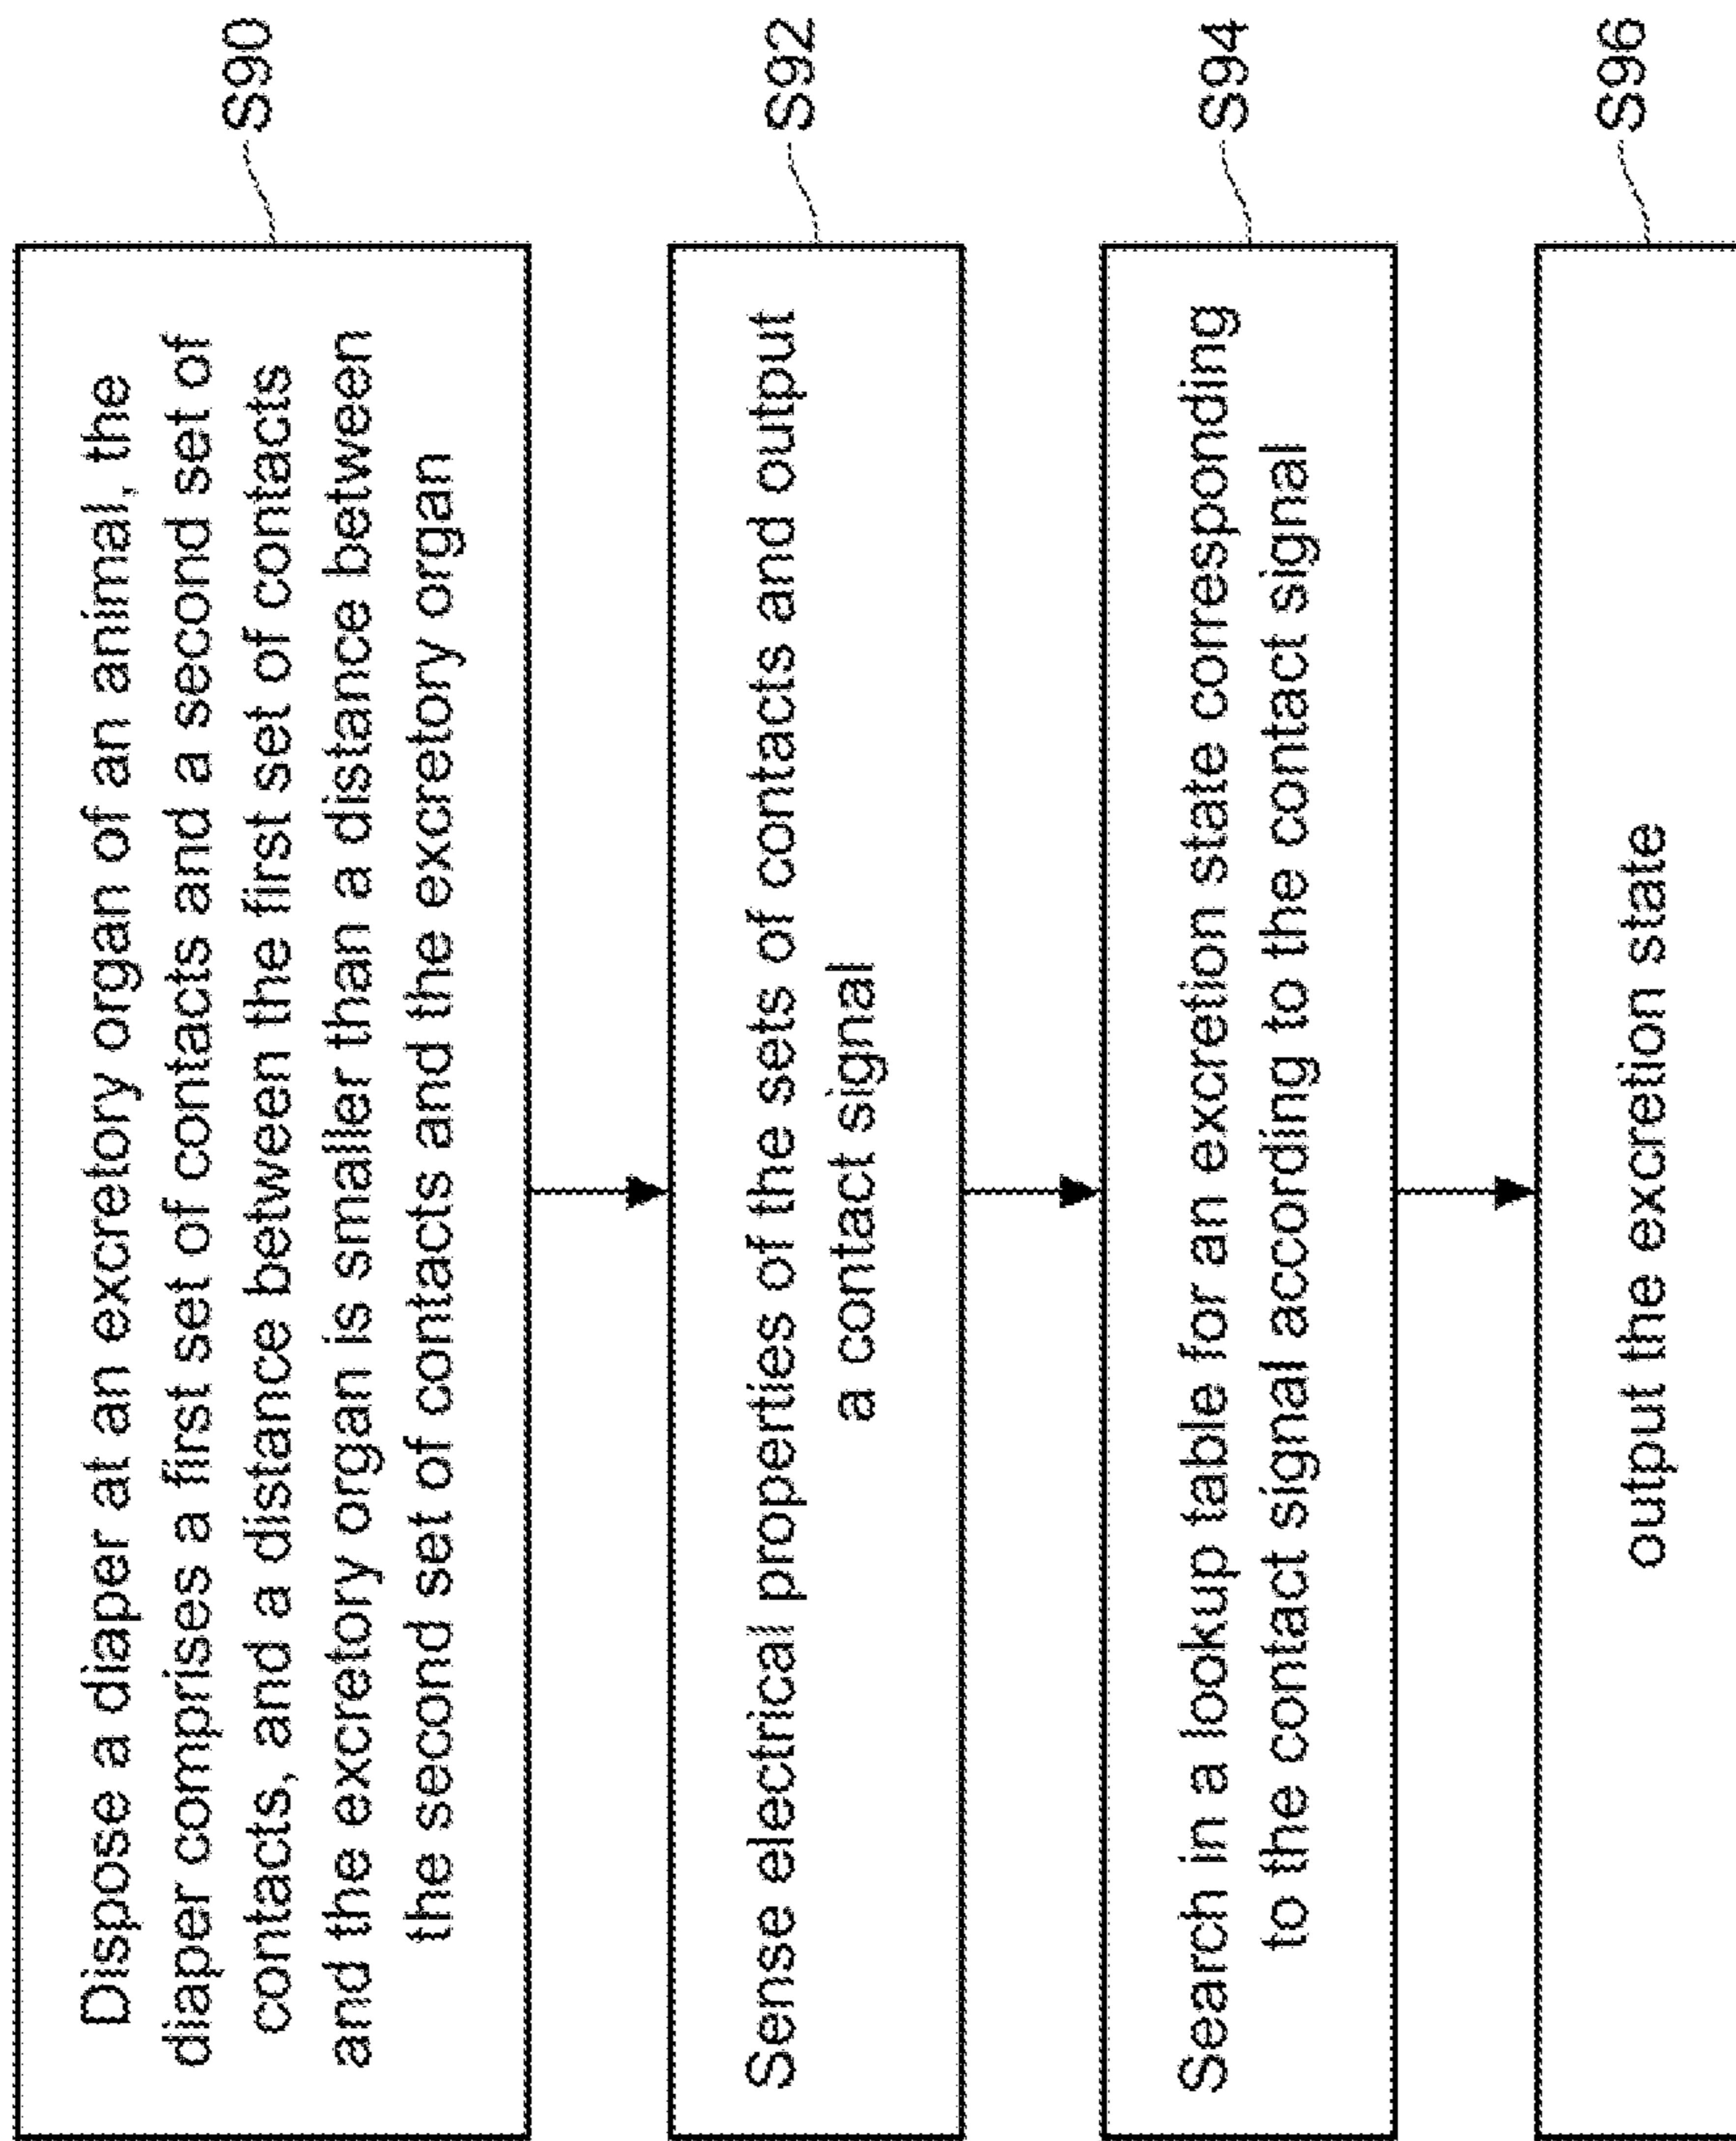 Dispose a diaper at an excretory organ of an animal, the
diaper comprises a first set of contacts and a second set of
contacts, and a distance between the first set of contacts
and the excretory organ is smaller than a distance between
the second set of contacts and the excretory organ
S90
Sense electrical properties of the sets of contacts and output
a contact signal
S92
Search in a lookup table for an excretion state corresponding
to the contact signal according to the contact signal
S94
output the excretion state
S96